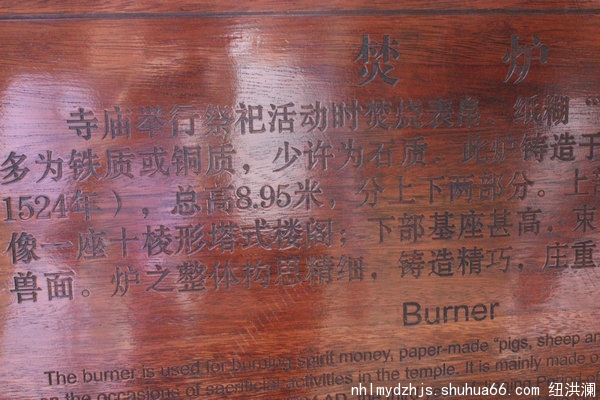 焚 炉
寺庙举行祭祀活动时焚烧表帛 纸糊“
多为铁质或铜质，少许为石质 此炉铸造于
1524年），总高8.95米，分上下两部分。上部
像一座十棱形塔式楼阁；下部基座甚高，束
兽面。炉之整体构思精细，铸造精巧，庄重
Burner
The burner is used for burning spirit money, paper-made “pigs, sheep and
on the occasions of sacrificial activities in the temple. It is mainly made o
nhlmydzhjs.shuhua66.com 纽洪澜